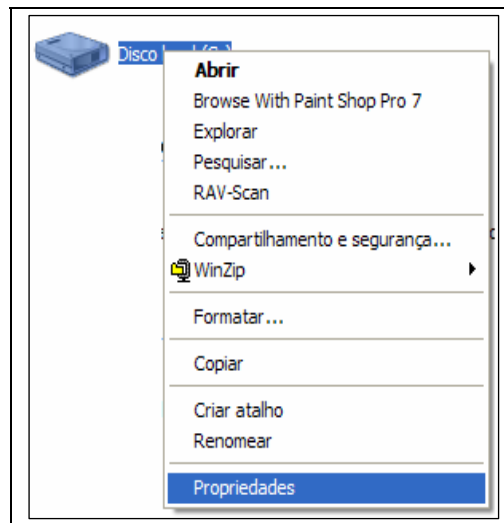 Disco
Abrir
Browse With Paint Shop Pro 7
Explorar
Pesquisar...
RAV-Scan
Compartilhamento e segurança...
WinZip
Formatar...
Copiar
Criar atalho
Renomear
Propriedades